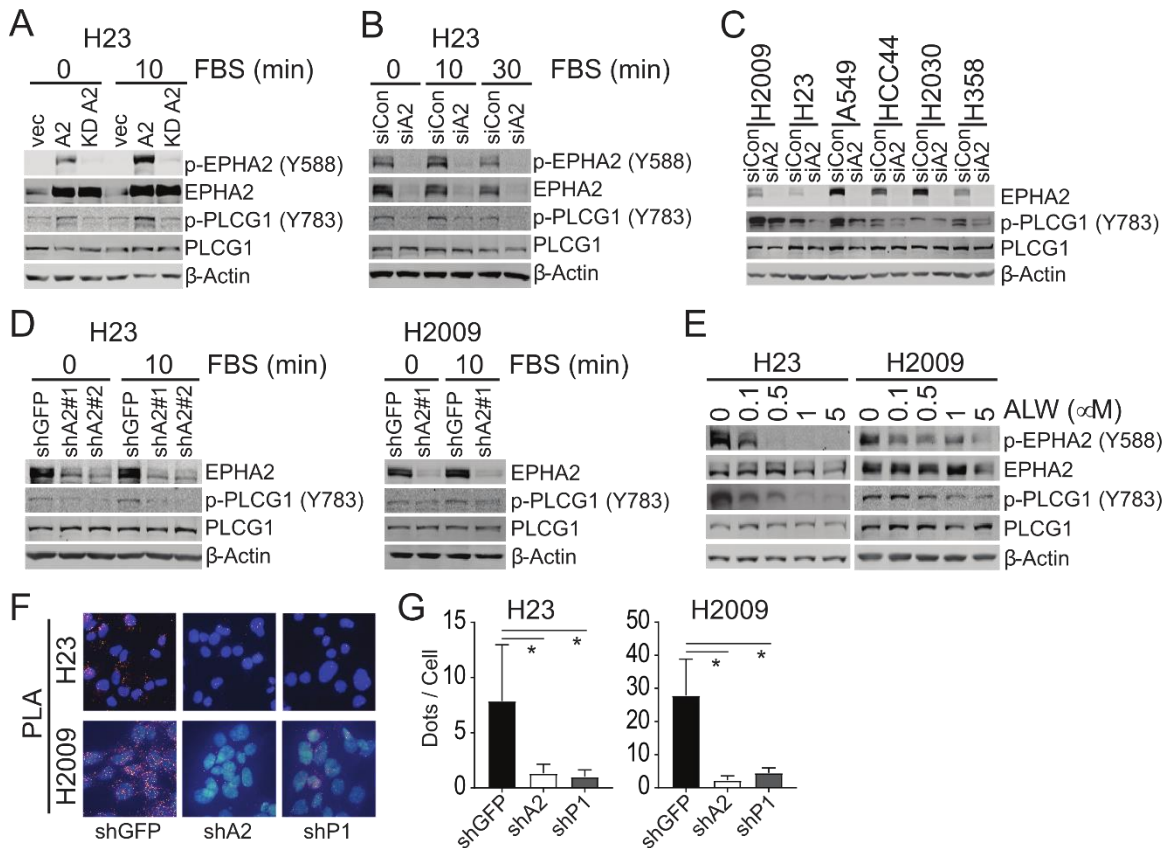 A
H23
0 10 FBS (min)
vec A2 KD A2 vec A2 KD A2
p-EPHA2 (Y588)
EPHA2
p-PLCG1 (Y783)
PLCG1
β-Actin
B
H23
0 10 30 FBS (min)
siCon siA2 siCon siA2 siCon siA2
p-EPHA2 (Y588)
EPHA2
p-PLCG1 (Y783)
PLCG1
β-Actin
C
H2009 H23 A549 HCC44 H2030 H358
siCon siA2 siCon siA2 siCon siA2 siCon siA2 siCon siA2 siCon siA2
EPHA2
p-PLCG1 (Y783)
PLCG1
β-Actin
D
H23
0 10 FBS (min)
shGFP shA2#1 shA2#2 shGFP shA2#1 shA2#2
EPHA2
p-PLCG1 (Y783)
PLCG1
β-Actin
H2009
0 10 FBS (min)
shGFP shA2#1 shGFP shA2#1
EPHA2
p-PLCG1 (Y783)
PLCG1
β-Actin
E
H23 H2009
0 0.1 0.5 1 5 0 0.1 0.5 1 5 ALW (∝M)
p-EPHA2 (Y588)
EPHA2
p-PLCG1 (Y783)
PLCG1
β-Actin
F
PLA
H23
H2009
shGFP shA2 shP1
G
H23
Dots / Cell
15
10
5
0
* *
shGFP shA2 shP1
H2009
50
40
30
20
10
0
* *
shGFP shA2 shP1